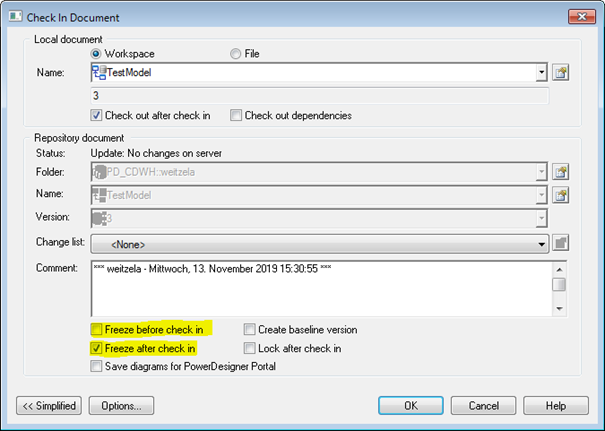 Check In Document
Local document
Workspace File
Name: TestModel
3
Check out after check in Check out dependencies
Repository document
Status: Update: No changes on server
Folder: PD_CDWH::weitzela
Name: TestModel
Version: 3
Change list: <None>
Comment: *** weitzela - Mittwoch, 13. November 2019 15:30:55 ***
Freeze before check in Create baseline version
Freeze after check in Lock after check in
Save diagrams for PowerDesigner Portal
<< Simplified Options... OK Cancel Help